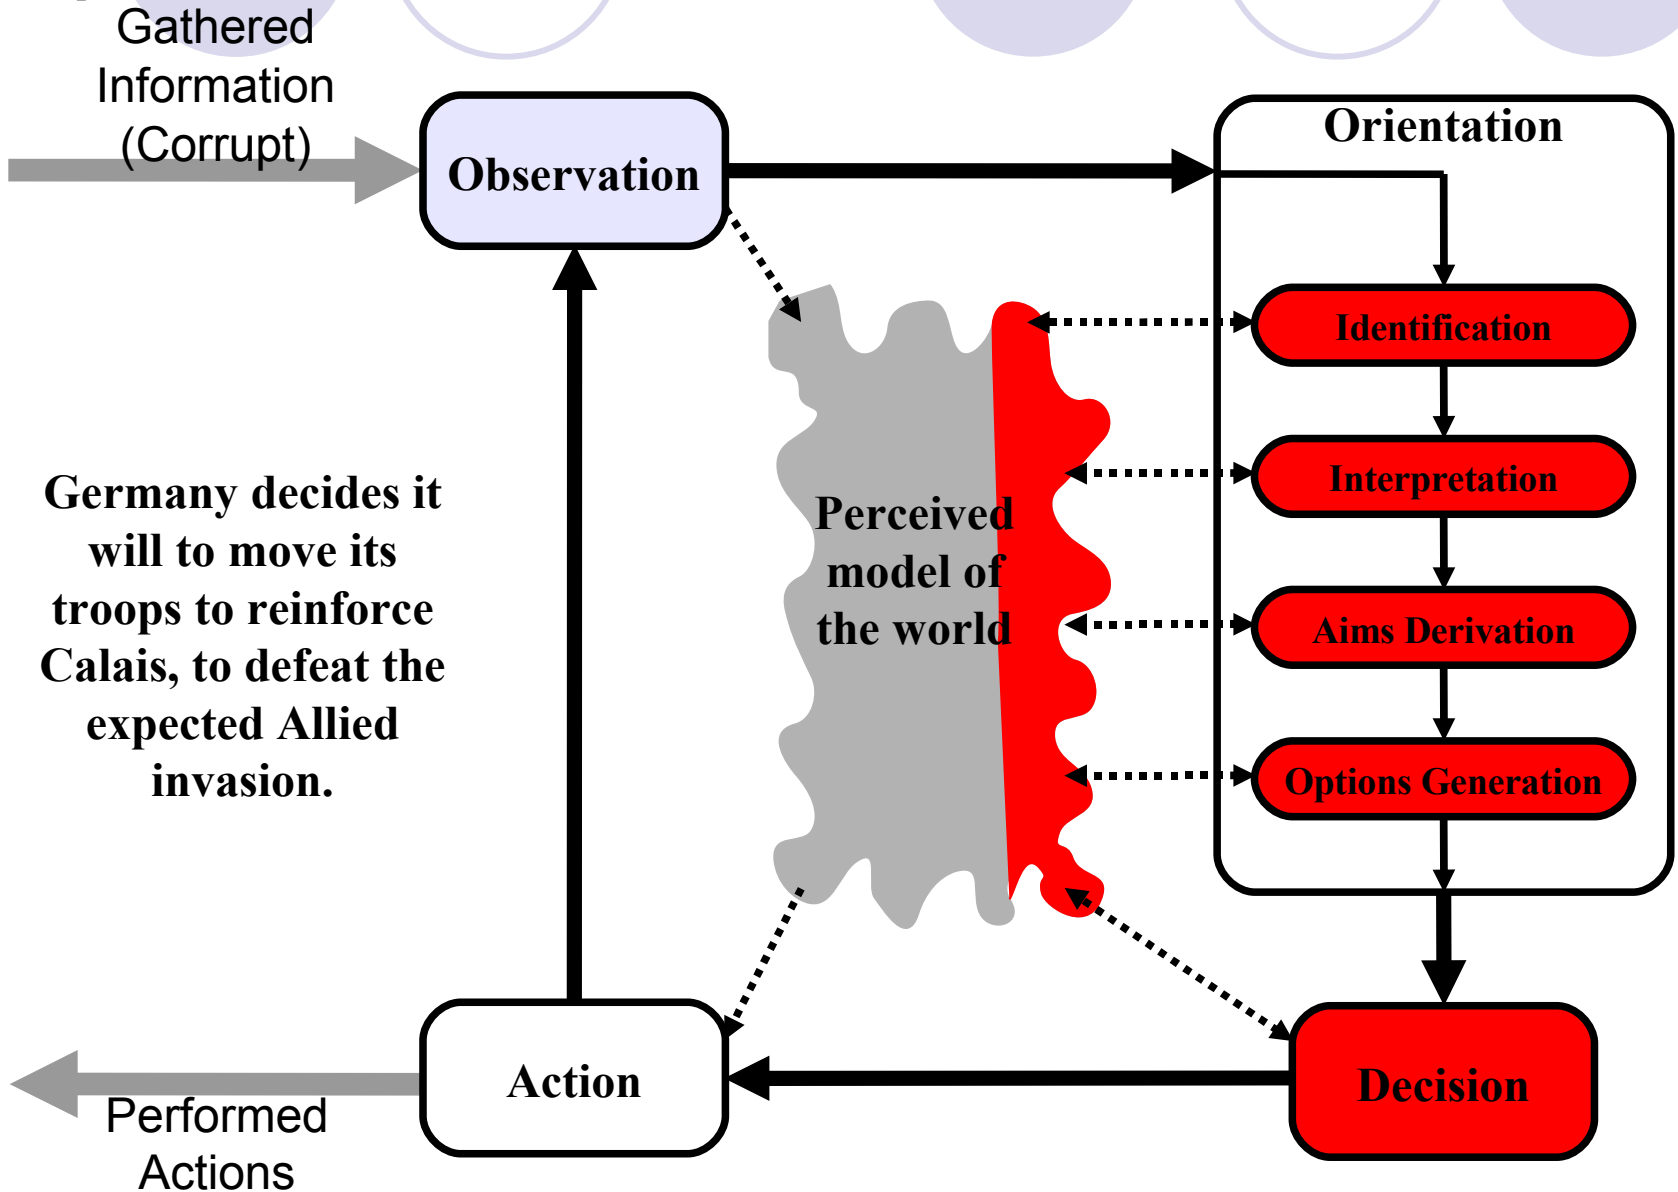 Gathered
Information
(Corrupt)
Observation
Orientation
Identification
Interpretation
Aims Derivation
Options Generation
Perceived
model of
the world
Germany decides it
will to move its
troops to reinforce
Calais, to defeat the
expected Allied
invasion.
Action
Decision
Performed
Actions